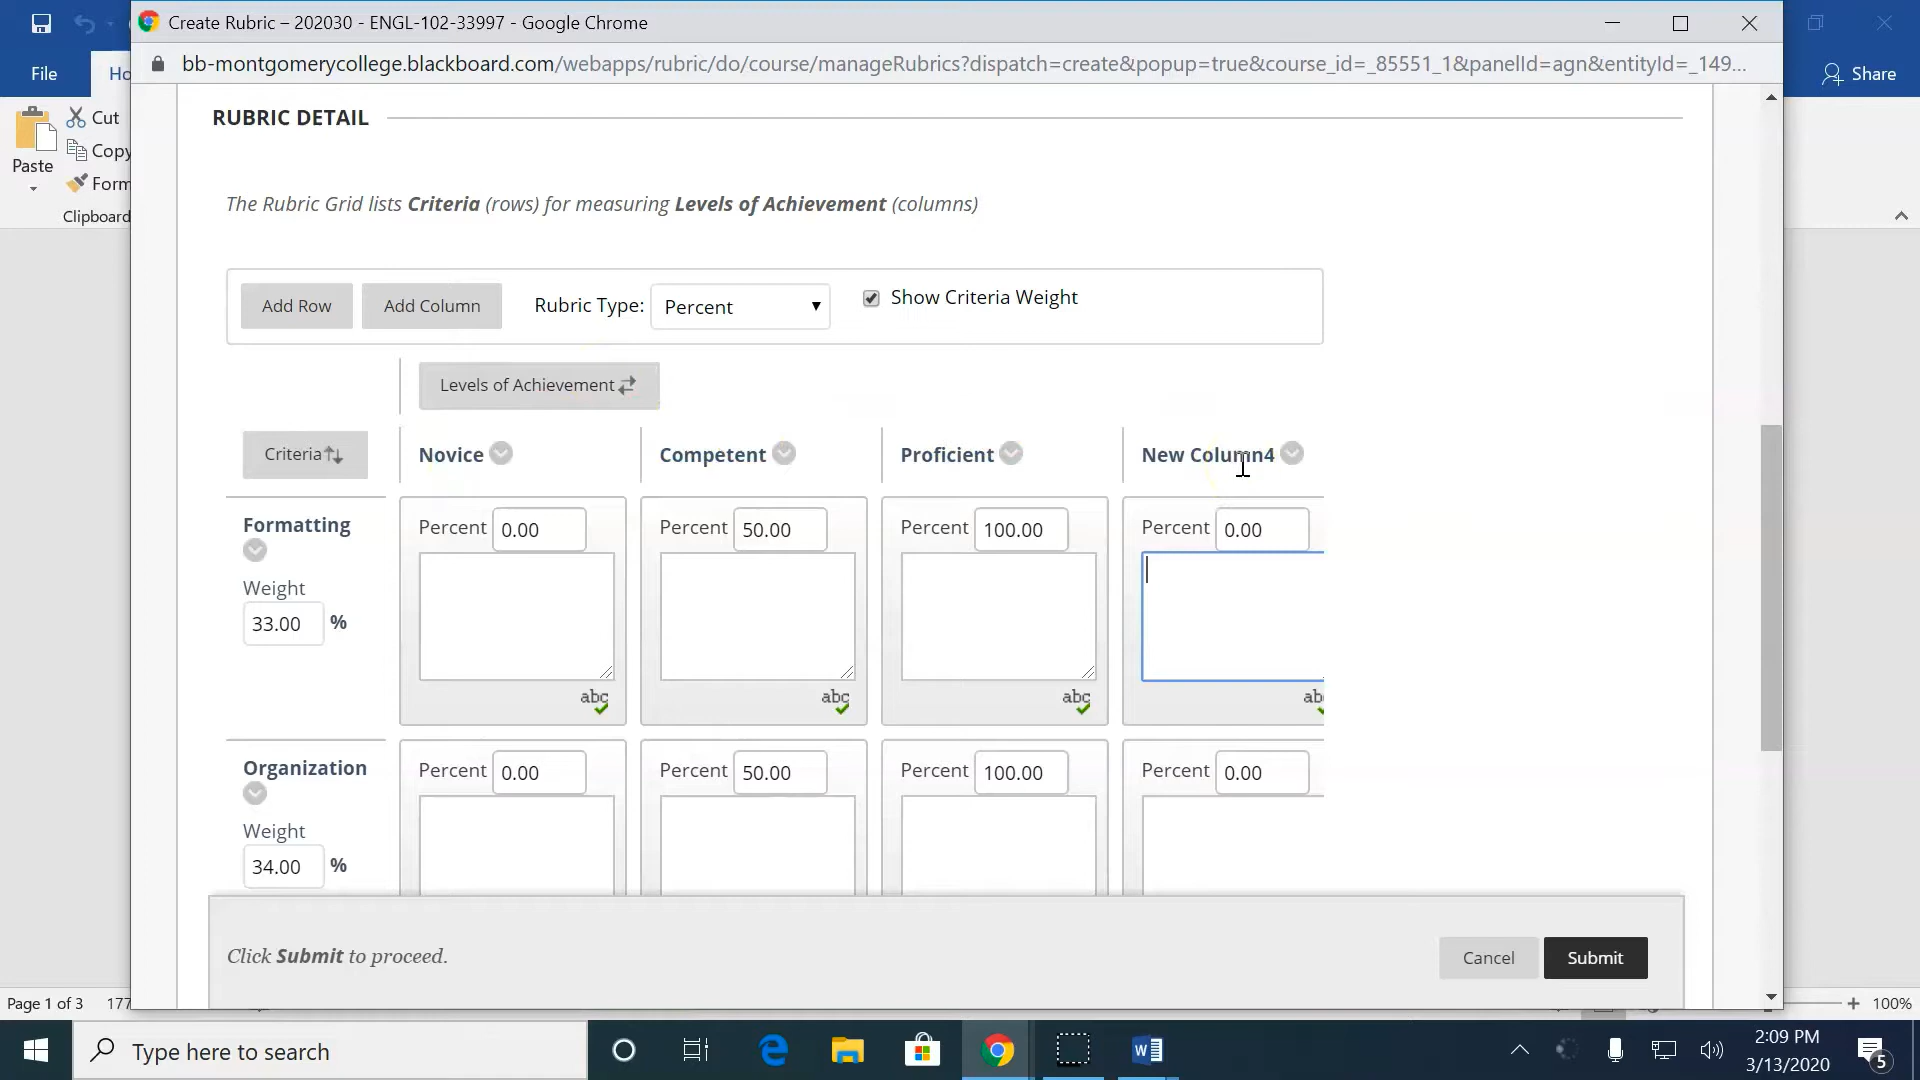 Create Rubric – 202030 - ENGL-102-33997 - Google Chrome
File
Ho
Share
bb-montgomerycollege.blackboard.com/webapps/rubric/do/course/manageRubrics?dispatch=create&popup=true&course_id=_85551_1&panelId=agn&entityId=_149...
Cut
Copy
Form
Paste
Clipboard
RUBRIC DETAIL
The Rubric Grid lists Criteria (rows) for measuring Levels of Achievement (columns)
Add Row Add Column Rubric Type: Percent Show Criteria Weight
Levels of Achievement
Criteria Novice Competent Proficient New Column4
Formatting Percent 0.00 Percent 50.00 Percent 100.00 Percent 0.00
Weight
33.00 %
abc abc abc ab
Organization Percent 0.00 Percent 50.00 Percent 100.00 Percent 0.00
Weight
34.00 %
Click Submit to proceed. Cancel Submit
Page 1 of 3 177 100%
Type here to search
2:09 PM
3/13/2020
5